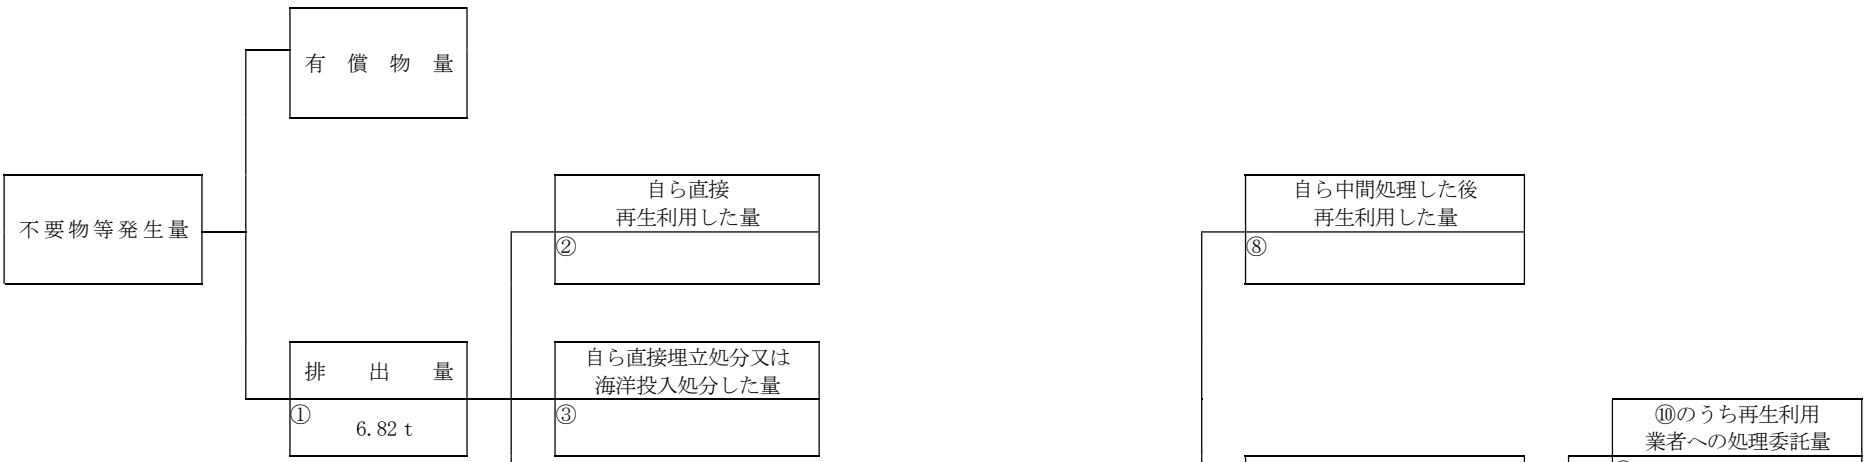 有償物量
自ら直接
再生利用した量
②
自ら中間処理した後
再生利用した量
⑧
不要物等発生量
排出量
①
6.82 t
自ら直接埋立処分又は
海洋投入処分した量
③
⑩のうち再生利用
業者への処理委託量